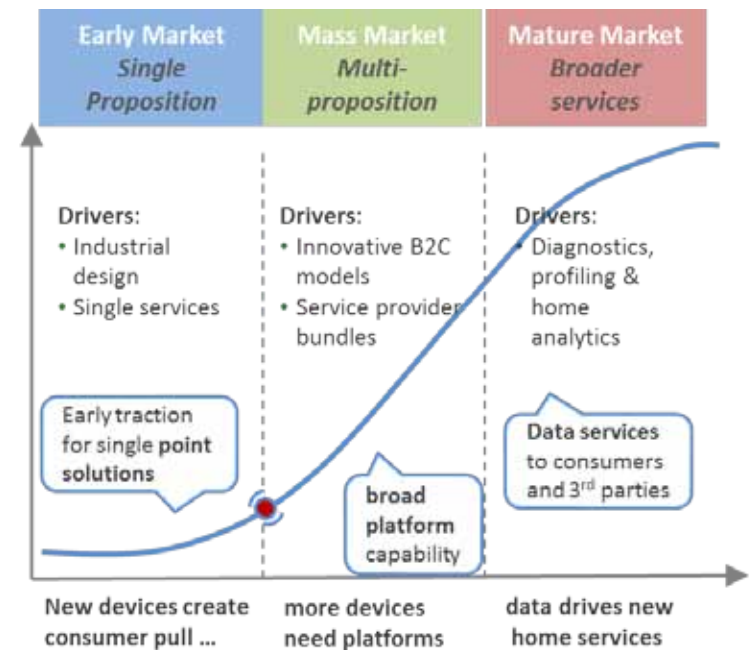 Early Market
Single
Proposition
Mass Market
Multi-
proposition
Mature Market
Broader
services
Drivers:
• Industrial
design
• Single services
Drivers:
• Innovative B2C
models
• Service provider
bundles
Drivers:
• Diagnostics,
profiling &
home
analytics
Early traction
for single point
solutions
broad
platform
capability
Data services
to consumers
and 3rd parties
New devices create
consumer pull ...
more devices
need platforms
data drives new
home services